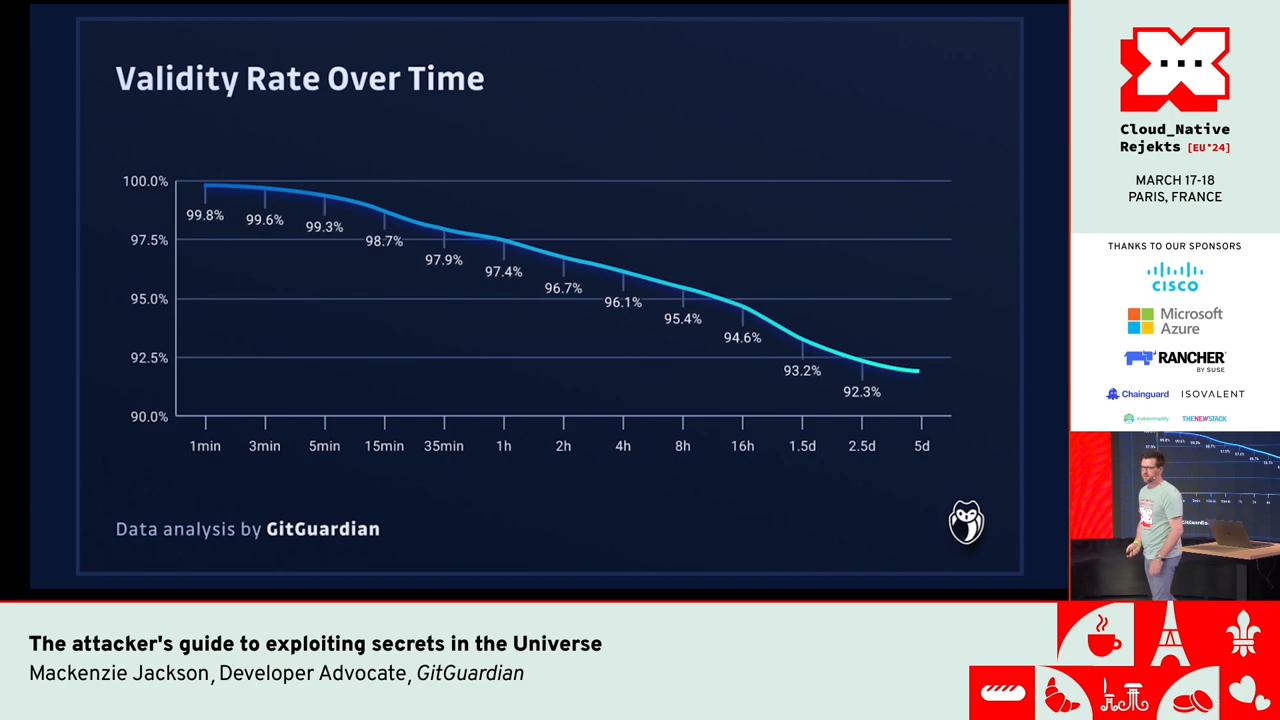 Validity Rate Over Time
100.0%
97.5%
95.0%
92.5%
90.0%
99.8%
99.6%
99.3%
98.7%
97.9%
97.4%
96.7%
96.1%
95.4%
94.6%
93.2%
92.3%
1min 3min 5min 15min 35min 1h 2h 4h 8h 16h 1.5d 2.5d 5d
Data analysis by GitGuardian
Cloud_Native
Rejekts [EU'24]
MARCH 17-18
PARIS, FRANCE
THANKS TO OUR SPONSORS
CISCO
Microsoft
Azure
RANCHER
BY SUSE
Chainguard ISOVALENT
Kubesimplify THENEWSTACK
The attacker's guide to exploiting secrets in the Universe
Mackenzie Jackson, Developer Advocate, GitGuardian